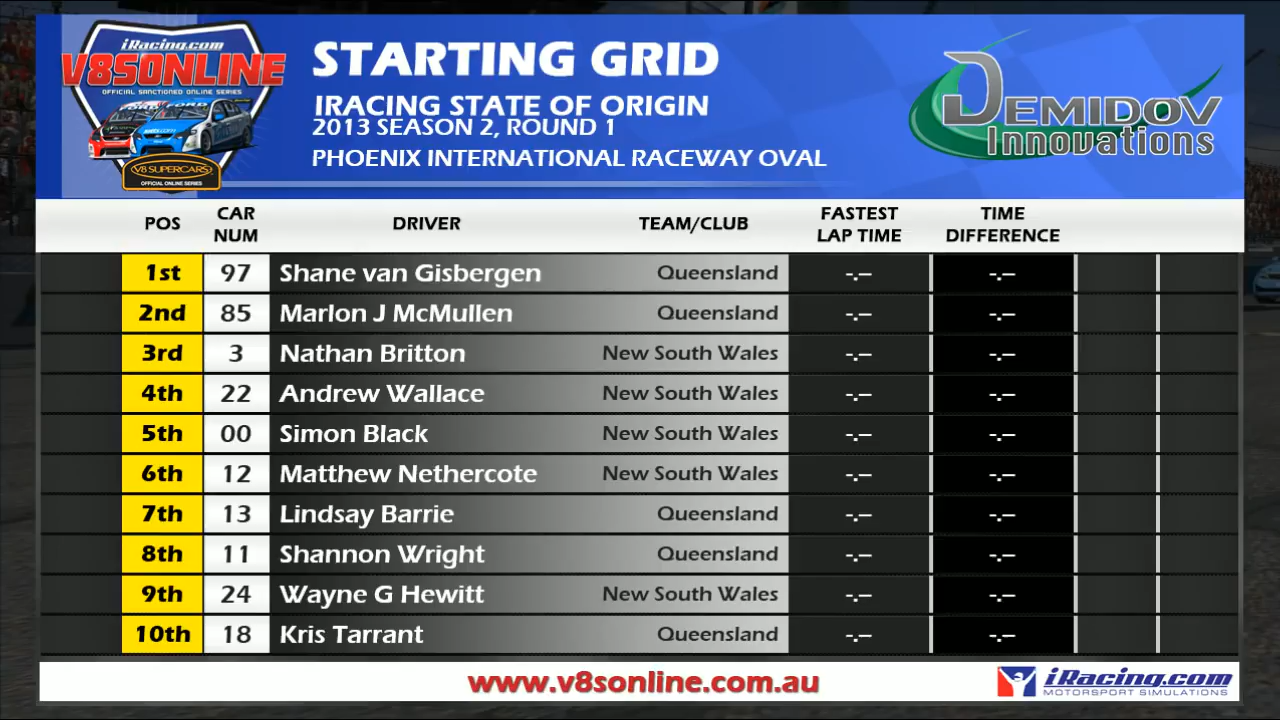 iRacing.com
V8SONLINE
OFFICIAL SANCTIONED ONLINE SERIES
V8 SUPERCARS
OFFICIAL ONLINE SERIES
STARTING GRID
IRACING STATE OF ORIGIN
2013 SEASON 2, ROUND 1
PHOENIX INTERNATIONAL RACEWAY OVAL
DEMIDOV
Innovations
POS CAR NUM DRIVER TEAM/CLUB FASTEST LAP TIME TIME DIFFERENCE
1st 97 Shane van Gisbergen Queensland -.-- -.--
2nd 85 Marlon J McMullen Queensland -.-- -.--
3rd 3 Nathan Britton New South Wales -.-- -.--
4th 22 Andrew Wallace New South Wales -.-- -.--
5th 00 Simon Black New South Wales -.-- -.--
6th 12 Matthew Nethercote New South Wales -.-- -.--
7th 13 Lindsay Barrie Queensland -.-- -.--
8th 11 Shannon Wright Queensland -.-- -.--
9th 24 Wayne G Hewitt New South Wales -.-- -.--
10th 18 Kris Tarrant Queensland -.-- -.--
www.v8sonline.com.au
iRacing.com
MOTORSPORT SIMULATIONS